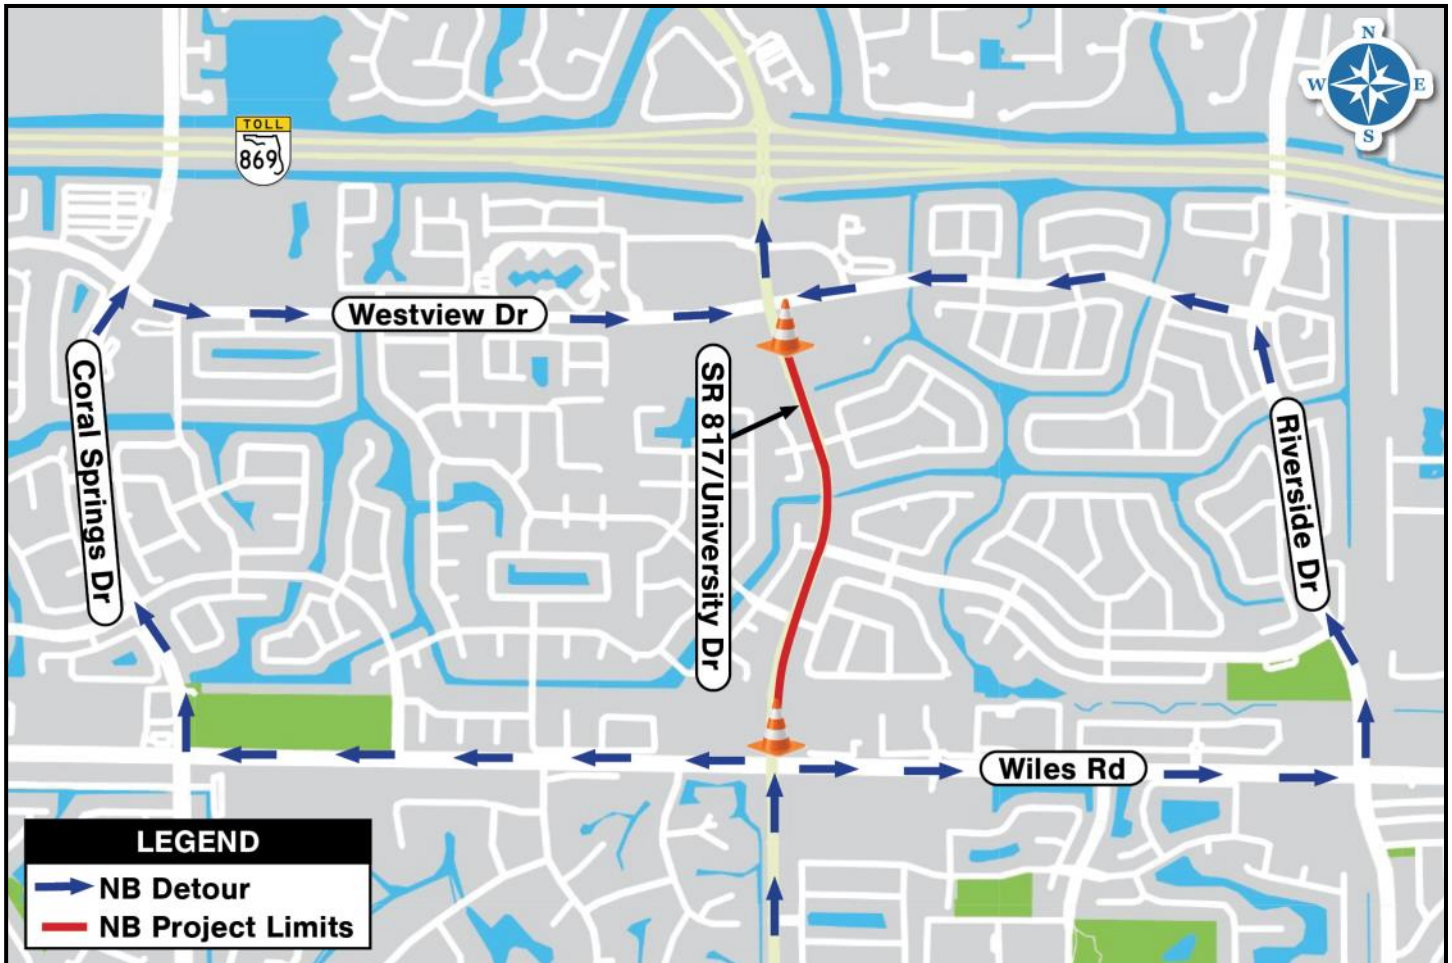 N
W
E
S
TOLL
869
Westview Dr
Coral Springs Dr
SR 817/University Dr
Riverside Dr
Wiles Rd
LEGEND
NB Detour
NB Project Limits